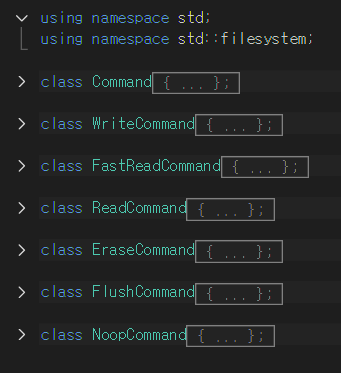 using namespace std;
using namespace std::filesystem;
class Command { ... };
class WriteCommand { ... };
class FastReadCommand { ... };
class ReadCommand { ... };
class EraseCommand { ... };
class FlushCommand { ... };
class NoopCommand { ... };